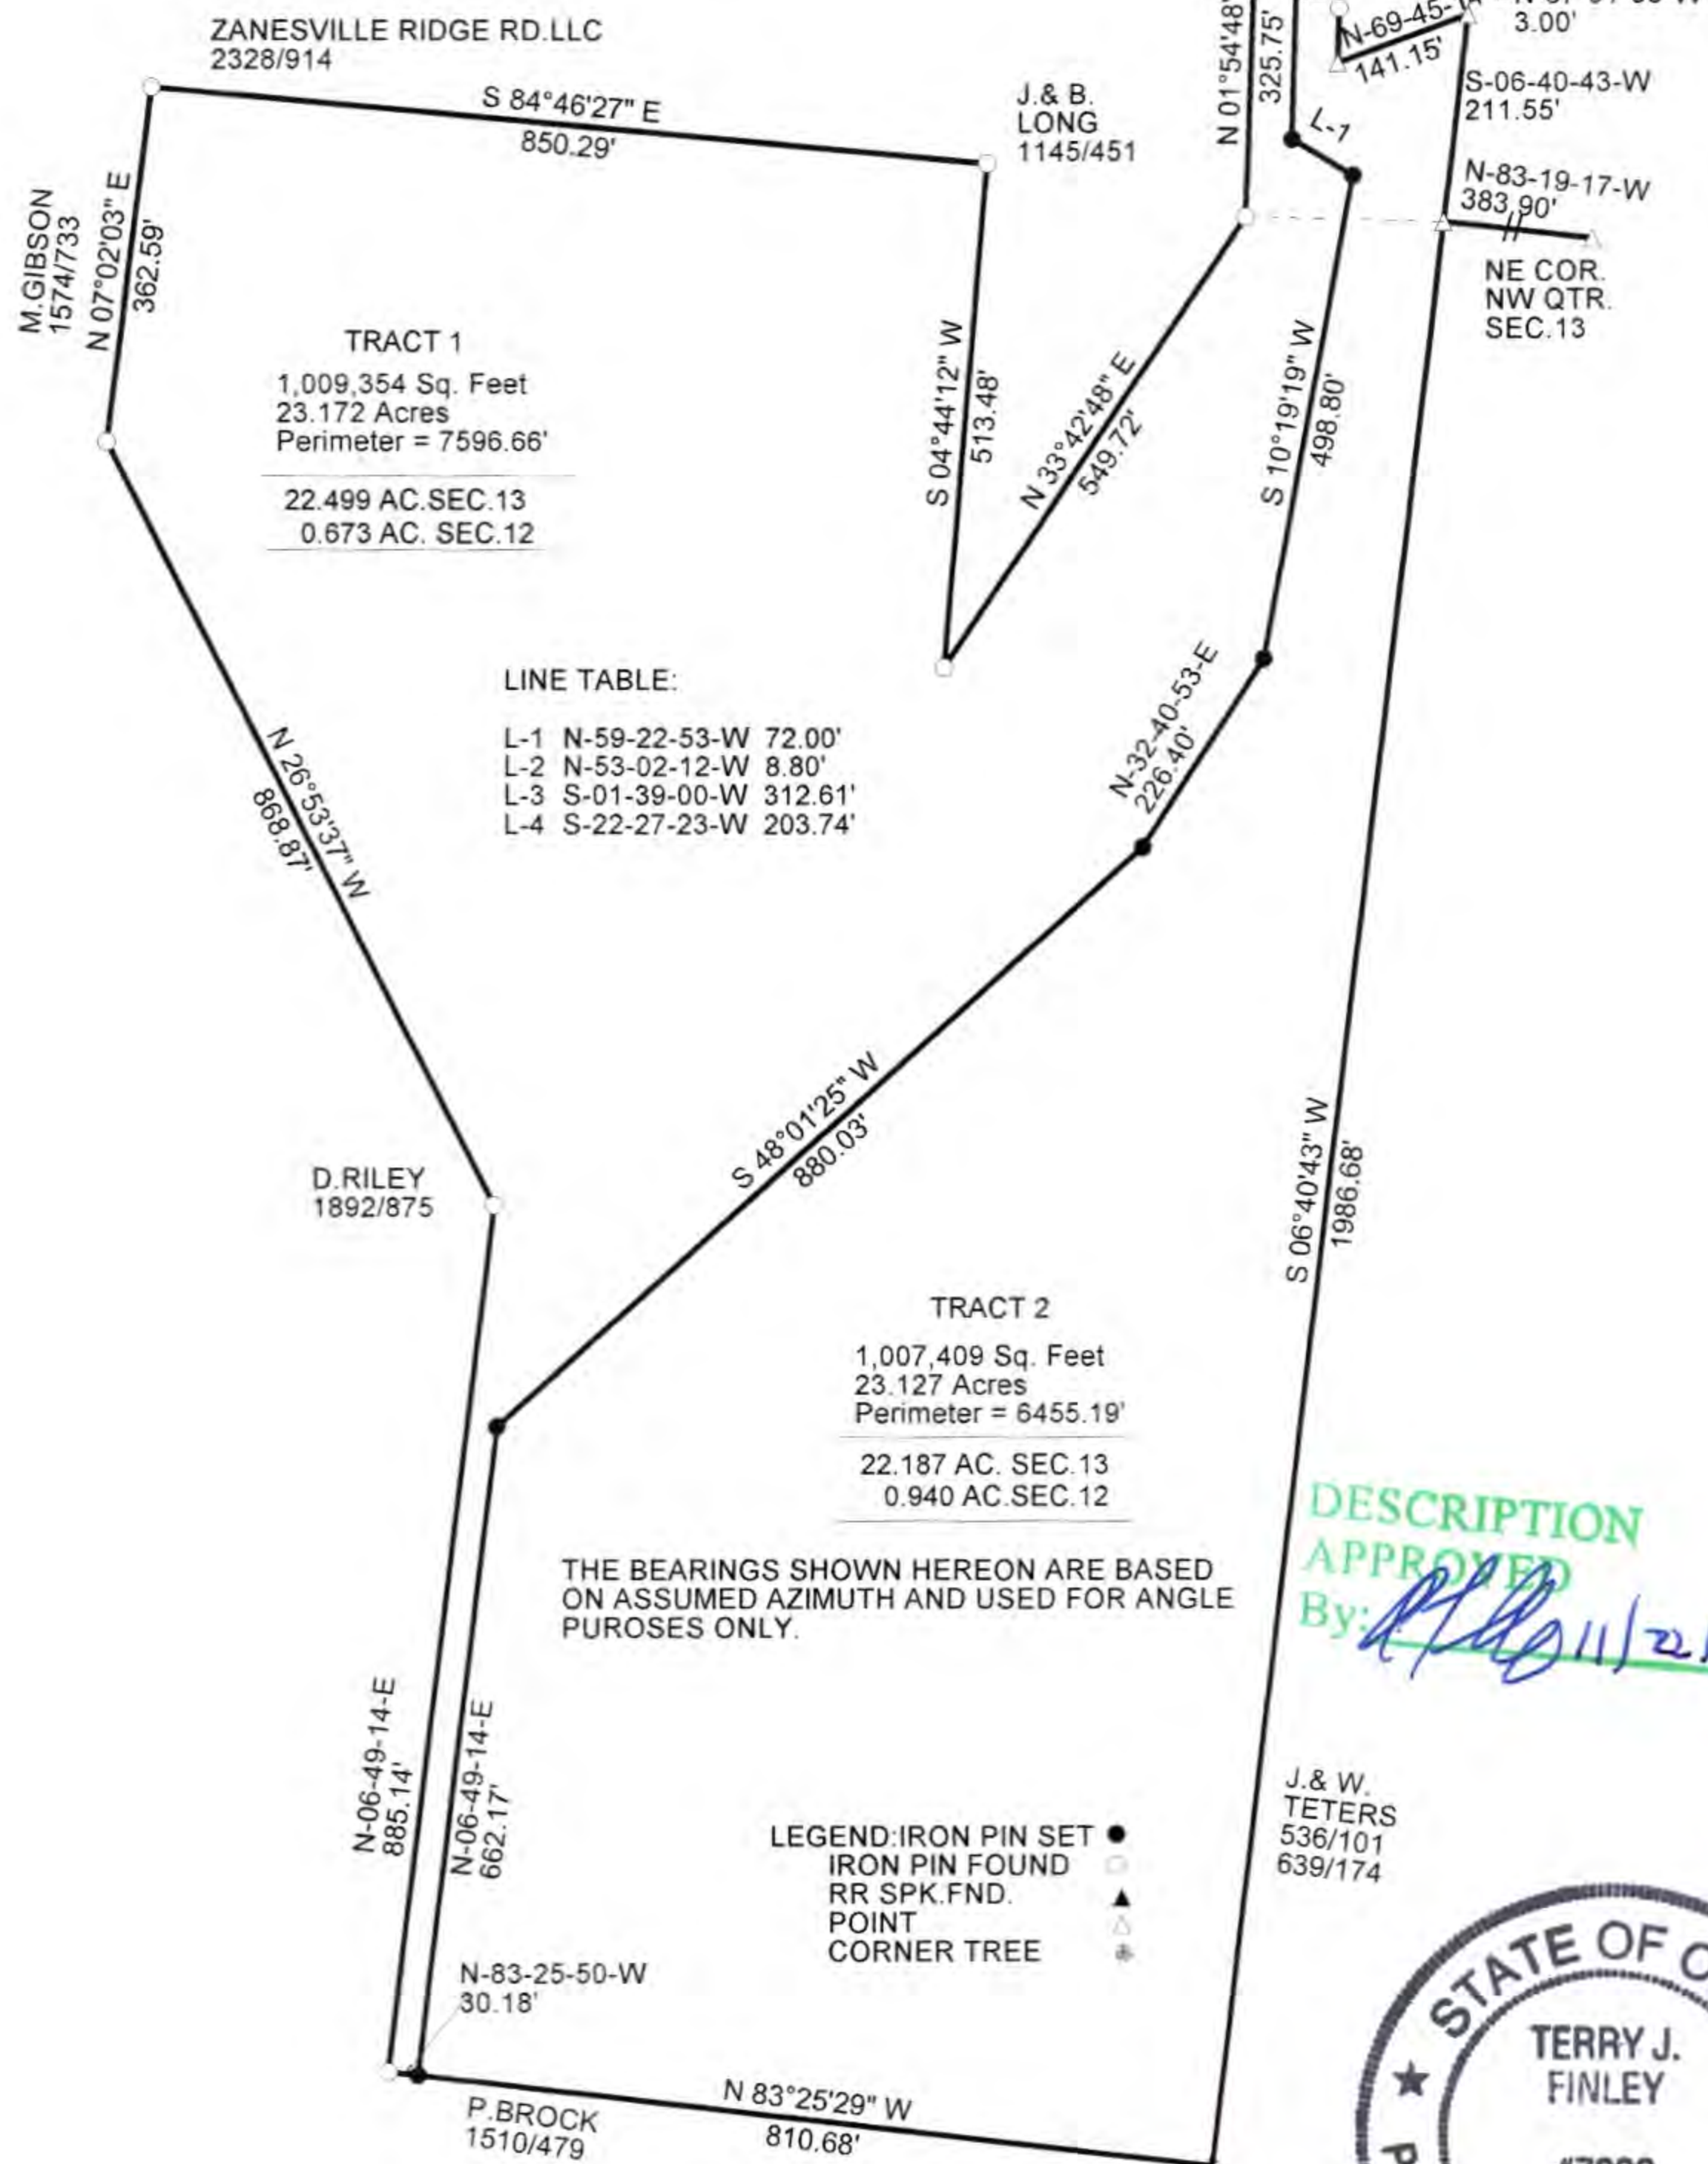 ZANESVILLE RIDGE RD.LLC
2328/914
S 84°46'27" E
850.29'
J.& B.
LONG
1145/451
N 01°54'48"
325.75'
N-69-45-
141.15'
3.00'
S-06-40-43-W
211.55'
L-1
N-83-19-17-W
383.90'
NE COR.
NW QTR.
SEC.13
M.GIBSON
1574/733
N 07°02'03" E
362.59'
TRACT 1
1,009,354 Sq. Feet
23.172 Acres
Perimeter = 7596.66'
22.499 AC.SEC.13
0.673 AC. SEC.12
S 04°44'12" W
513.48'
N 33°42'48" E
549.72'
S 10°19'19" W
498.80'
LINE TABLE:
L-1 N-59-22-53-W 72.00'
L-2 N-53-02-12-W 8.80'
L-3 S-01-39-00-W 312.61'
L-4 S-22-27-23-W 203.74'
N-32-40-53-E
226.40'
N 26°53'37" W
868.87'
S 48°01'25" W
880.03'
S 06°40'43" W
1986.68'
D.RILEY
1892/875
TRACT 2
1,007,409 Sq. Feet
23.127 Acres
Perimeter = 6455.19'
22.187 AC. SEC.13
0.940 AC.SEC.12
DESCRIPTION
APPROVED
By: 11/22/
THE BEARINGS SHOWN HEREON ARE BASED
ON ASSUMED AZIMUTH AND USED FOR ANGLE
PUROSES ONLY.
N-06-49-14-E
885.14'
N-06-49-14-E
662.17'
J.& W.
TETERS
536/101
639/174
LEGEND:IRON PIN SET
IRON PIN FOUND
RR SPK.FND.
POINT
CORNER TREE
N-83-25-50-W
30.18'
P.BROCK
1510/479
N 83°25'29" W
810.68'
STATE OF
TERRY J.
FINLEY